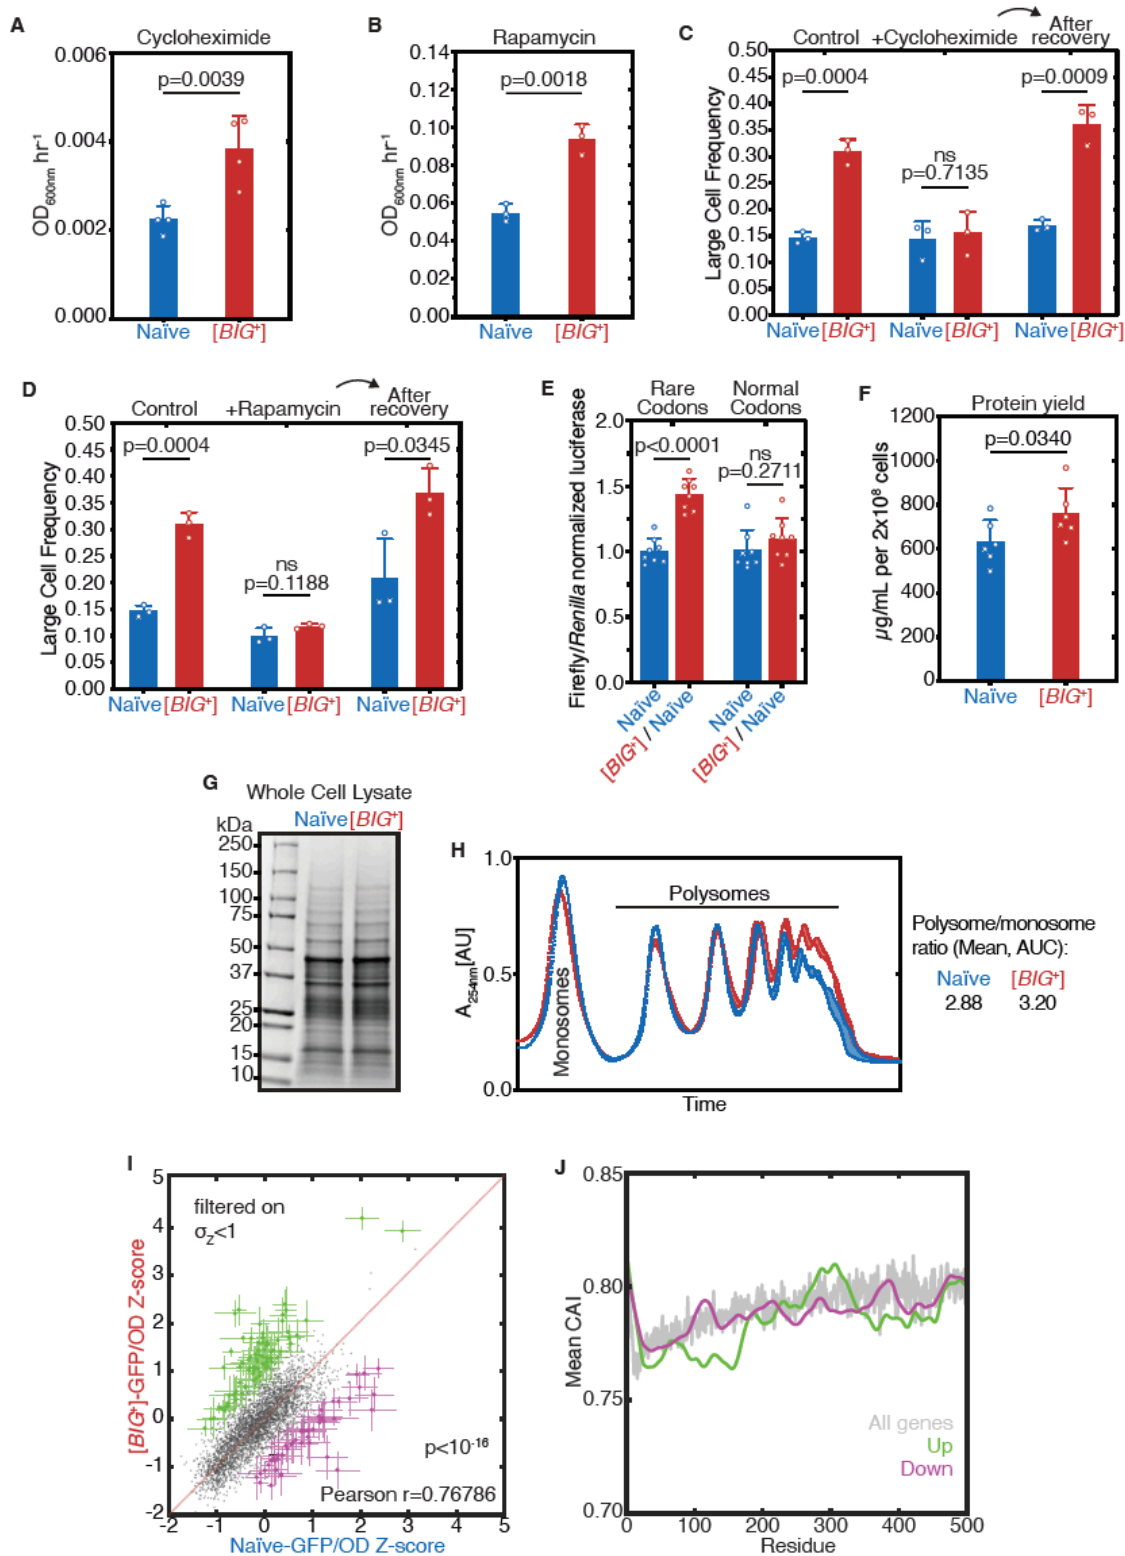 A
Cycloheximide
0.006
0.004
0.002
0.000
OD600nm hr-1
p=0.0039
Naïve [BIG+]
B
Rapamycin
0.14
0.12
0.10
0.08
0.06
0.04
0.02
0.00
OD600nm hr-1
p=0.0018
Naïve [BIG+]
C
Control +Cycloheximide After recovery
0.50
0.45
0.40
0.35
0.30
0.25
0.20
0.15
0.10
0.05
0.00
Large Cell Frequency
p=0.0004
ns
p=0.7135
p=0.0009
Naïve [BIG+] Naïve [BIG+] Naïve [BIG+]
D
Control +Rapamycin After recovery
0.50
0.45
0.40
0.35
0.30
0.25
0.20
0.15
0.10
0.05
0.00
Large Cell Frequency
p=0.0004
ns
p=0.1188
p=0.0345
Naïve [BIG+] Naïve [BIG+] Naïve [BIG+]
E
Rare Codons
Normal Codons
2.0
1.5
1.0
0.5
0.0
Firefly/Renilla normalized luciferase
p<0.0001
ns
p=0.2711
Naïve
[BIG+] / Naïve
Naïve
[BIG+] / Naïve
F
Protein yield
1200
1000
800
600
400
200
0
µg/mL per 2x10⁸ cells
p=0.0340
Naïve [BIG+]
G
Whole Cell Lysate
Naïve [BIG+]
kDa
250
150
100
75
50
37
25
20
15
10
H
1.0
0.5
0.0
A254nm[AU]
Monosomes
Polysomes
Time
Polysome/monosome
ratio (Mean, AUC):
Naïve [BIG+]
2.88 3.20
I
5
4
3
2
1
0
-1
-2
[BIG+]-GFP/OD Z-score
filtered on
σZ<1
p<10-16
Pearson r=0.76786
-2 -1 0 1 2 3 4 5
Naïve-GFP/OD Z-score
J
0.85
0.80
0.75
0.70
Mean CAI
All genes
Up
Down
0 100 200 300 400 500
Residue